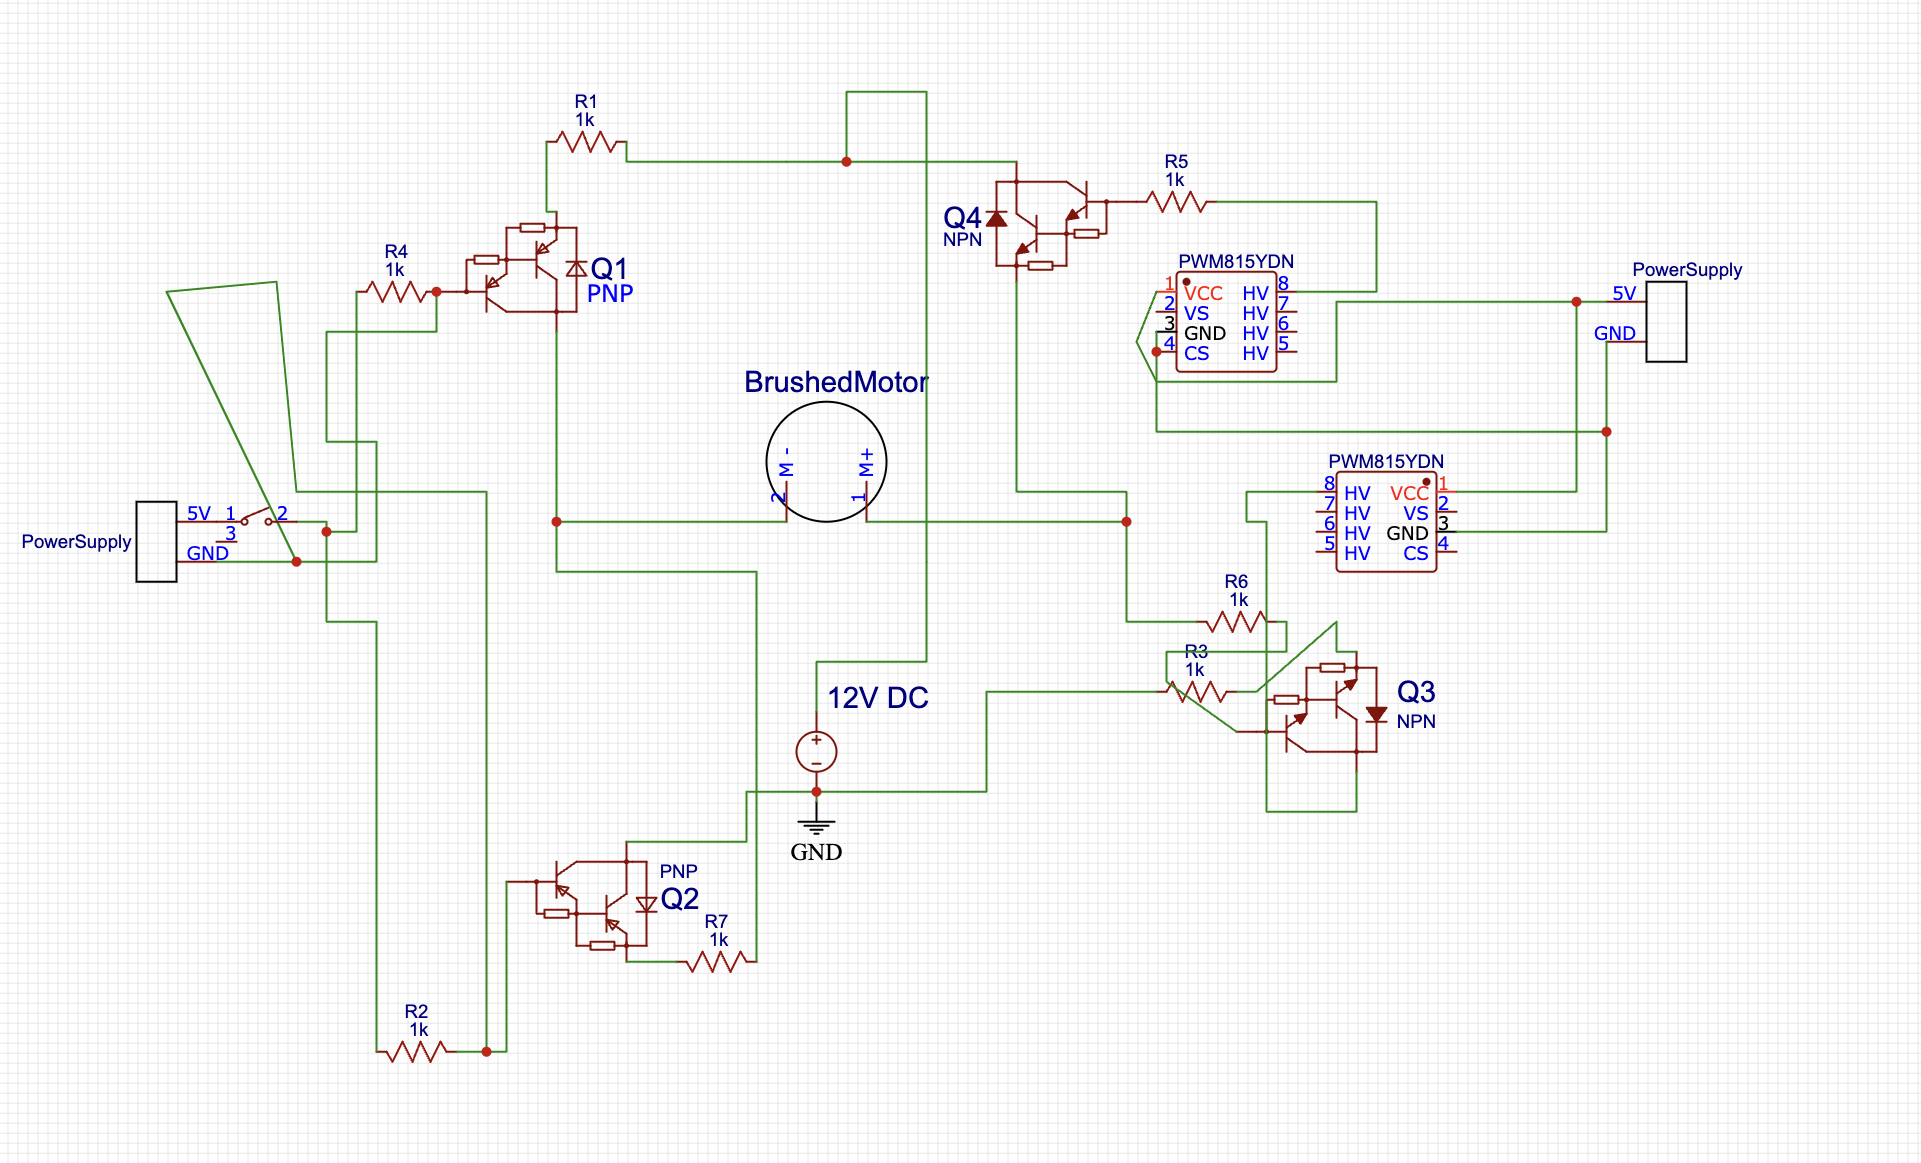 R1
1k
R5
1k
Q4
NPN
R4
1k
Q1
PNP
PWM815YDN
1 VCC HV 8
2 VS HV 7
3 GND HV 6
4 CS HV 5
PowerSupply
5V
GND
BrushedMotor
M -
M+
2
1
PWM815YDN
8 HV VCC 1
7 HV VS 2
6 HV GND 3
5 HV CS 4
5V 1 2
3
PowerSupply
GND
R6
1k
R3
1k
Q3
NPN
12V DC
GND
PNP
Q2
R7
1k
R2
1k